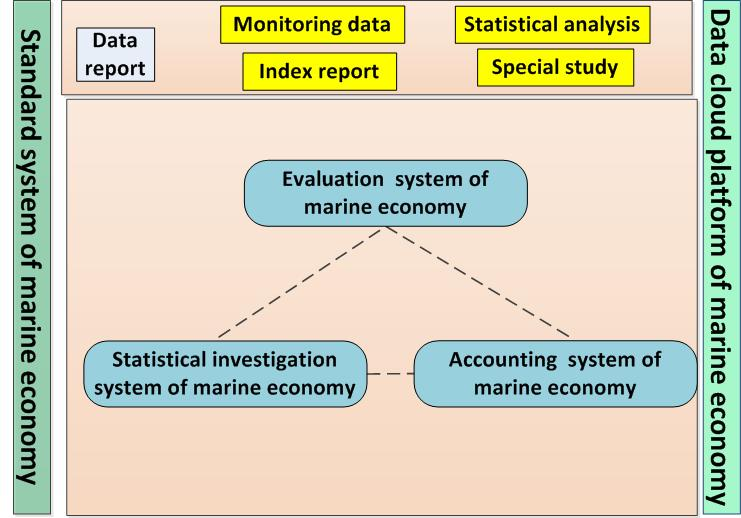 Standard system of marine economy
Data
report
Monitoring data
Statistical analysis
Index report
Special study
Evaluation system of
marine economy
Statistical investigation
system of marine economy
Accounting system of
marine economy
Data cloud platform of marine economy